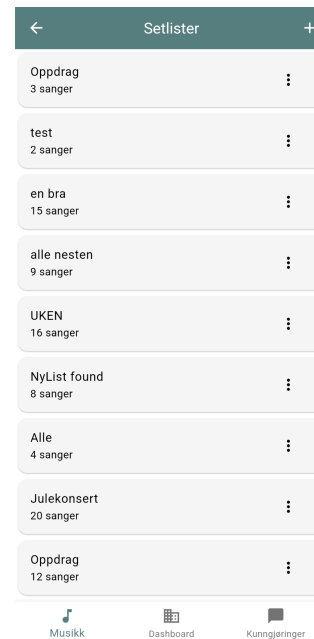 Setlister
Oppdrag
3 sanger
test
2 sanger
en bra
15 sanger
alle nesten
9 sanger
UKEN
16 sanger
NyList found
8 sanger
Alle
4 sanger
Julekonsert
20 sanger
Oppdrag
12 sanger
Musikk
Dashboard
Kunngjøringer